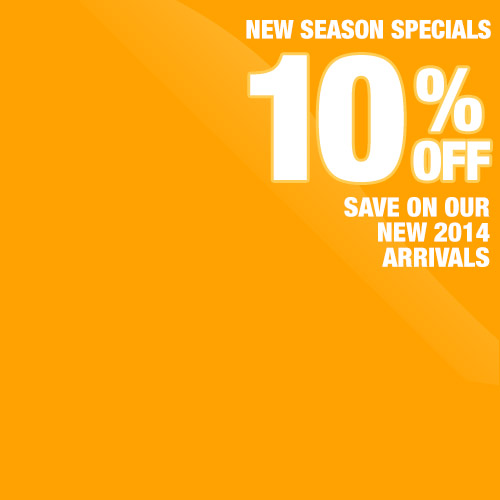 NEW SEASON SPECIALS
10%
OFF
SAVE ON OUR
NEW 2014
ARRIVALS